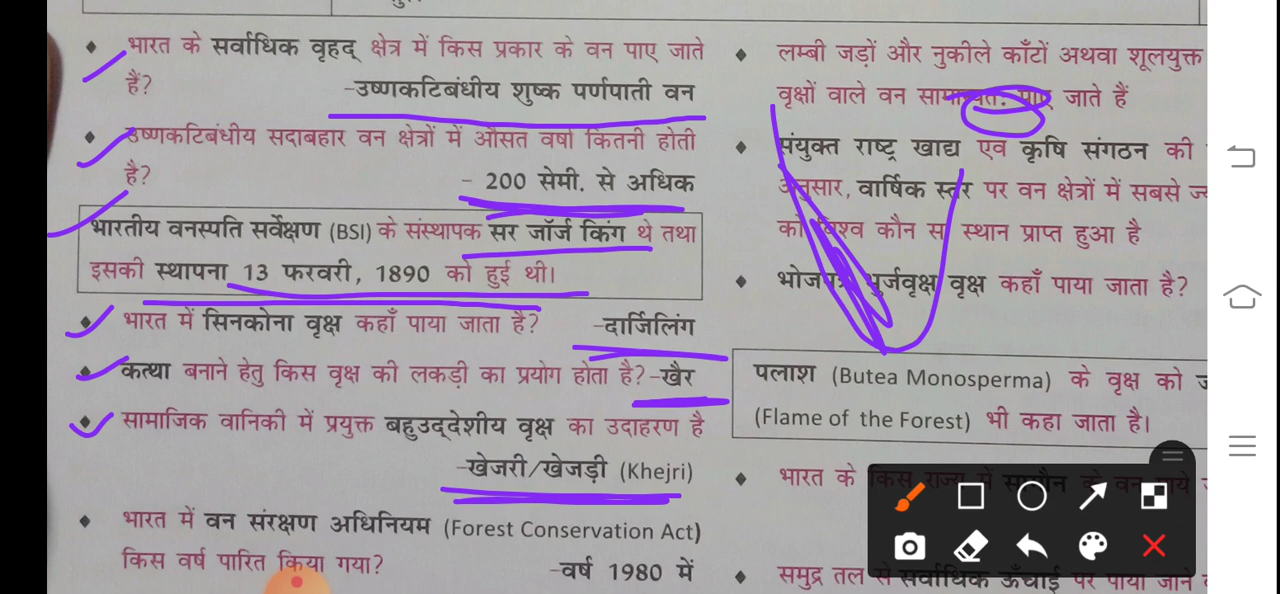 भारत के सर्वाधिक वृहद् क्षेत्र में किस प्रकार के वन पाए जाते
हैं? -उष्णकटिबंधीय शुष्क पर्णपाती वन
उष्णकटिबंधीय सदाबहार वन क्षेत्रों में औसत वर्षा कितनी होती
है? - 200 सेमी. से अधिक
भारतीय वनस्पति सर्वेक्षण (BSI) के संस्थापक सर जॉर्ज किंग थे तथा
इसकी स्थापना 13 फरवरी, 1890 को हुई थी।
भारत में सिनकोना वृक्ष कहाँ पाया जाता है? -दार्जिलिंग
कत्था बनाने हेतु किस वृक्ष की लकड़ी का प्रयोग होता है?-खैर
सामाजिक वानिकी में प्रयुक्त बहुउद्देशीय वृक्ष का उदाहरण है
-खेजरी/खेजड़ी (Khejri)
भारत में वन संरक्षण अधिनियम (Forest Conservation Act)
किस वर्ष पारित किया गया? -वर्ष 1980 में
लम्बी जड़ों और नुकीले काँटों अथवा शूलयुक्त
वृक्षों वाले वन सामान्यत: पाए जाते हैं
संयुक्त राष्ट्र खाद्य एवं कृषि संगठन की
अनुसार, वार्षिक स्तर पर वन क्षेत्रों में सबसे
को विश्व कौन सा स्थान प्राप्त हुआ है
भोजपत्र भुर्जवृक्ष वृक्ष कहाँ पाया जाता है?
पलाश (Butea Monosperma) के वृक्ष को
(Flame of the Forest) भी कहा जाता है।
भारत के किस राज्य में सागौन के वन पाये
समुद्र तल से सर्वाधिक ऊँचाई पर पाया जाने